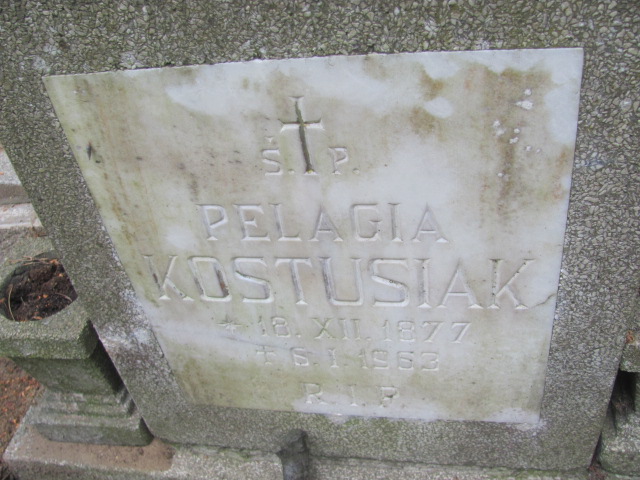 Ś. P.
PELAGIA
KOSTUSIAK
* 18. XII. 1877
† 6. I. 1963
R. I. P.